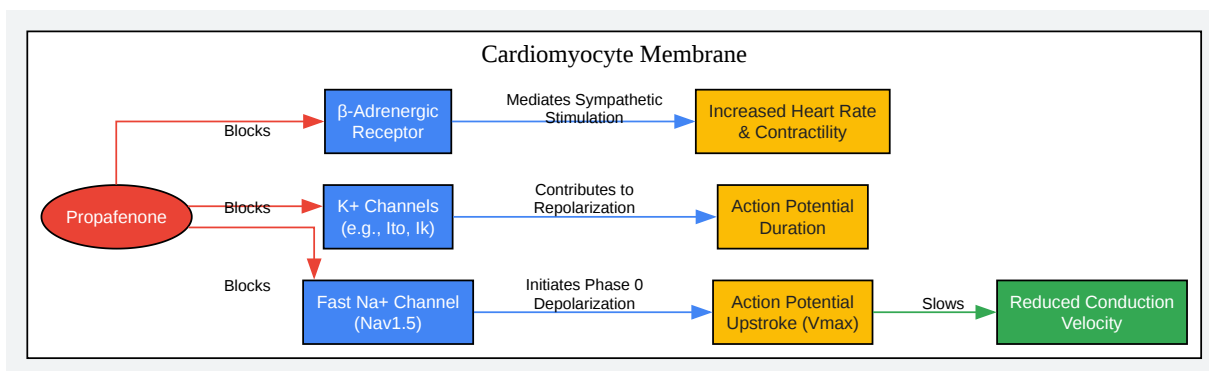 Cardiomyocyte Membrane
Blocks
β-Adrenergic
Receptor
Mediates Sympathetic
Stimulation
Increased Heart Rate
& Contractility
Propafenone
Blocks
K+ Channels
(e.g., Ito, Ik)
Contributes to
Repolarization
Action Potential
Duration
Blocks
Fast Na+ Channel
(Nav1.5)
Initiates Phase 0
Depolarization
Action Potential
Upstroke (Vmax)
Slows
Reduced Conduction
Velocity